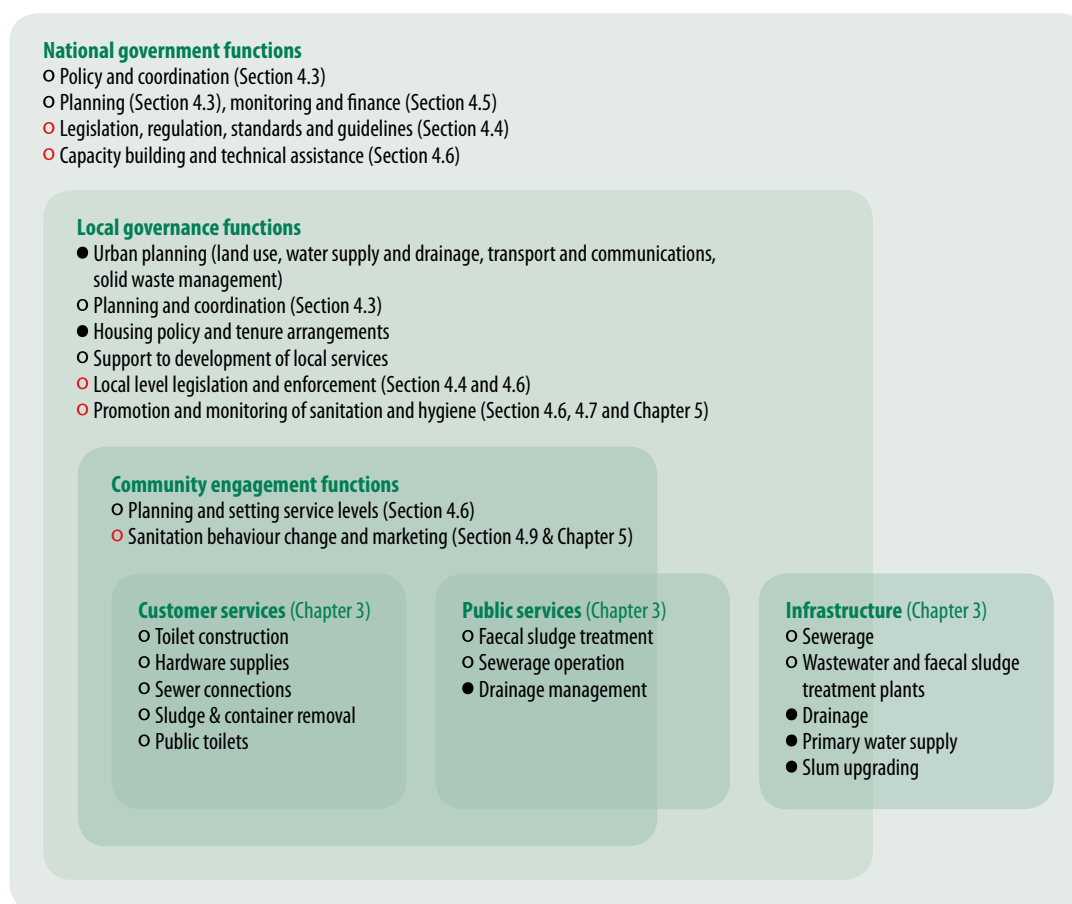 National government functions
o Policy and coordination (Section 4.3)
o Planning (Section 4.3), monitoring and finance (Section 4.5)
o Legislation, regulation, standards and guidelines (Section 4.4)
o Capacity building and technical assistance (Section 4.6)
Local governance functions
● Urban planning (land use, water supply and drainage, transport and communications,
solid waste management)
o Planning and coordination (Section 4.3)
● Housing policy and tenure arrangements
o Support to development of local services
o Local level legislation and enforcement (Section 4.4 and 4.6)
o Promotion and monitoring of sanitation and hygiene (Section 4.6, 4.7 and Chapter 5)
Community engagement functions
o Planning and setting service levels (Section 4.6)
o Sanitation behaviour change and marketing (Section 4.9 & Chapter 5)
Customer services (Chapter 3)
o Toilet construction
o Hardware supplies
o Sewer connections
o Sludge & container removal
o Public toilets
Public services (Chapter 3)
o Faecal sludge treatment
o Sewerage operation
● Drainage management
Infrastructure (Chapter 3)
o Sewerage
o Wastewater and faecal sludge
treatment plants
● Drainage
● Primary water supply
● Slum upgrading